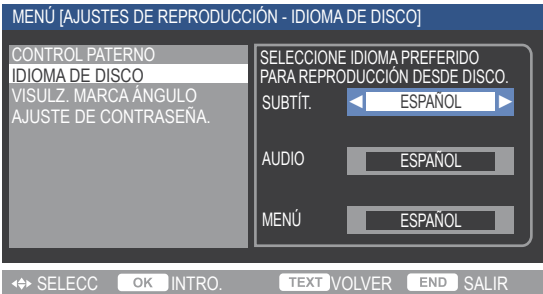 MENÚ [AJUSTES DE REPRODUCCIÓN - IDIOMA DE DISCO]
CONTROL PATERNO
IDIOMA DE DISCO
VISULZ. MARCA ÁNGULO
AJUSTE DE CONTRASEÑA.
SELECCIONE IDIOMA PREFERIDO
PARA REPRODUCCIÓN DESDE DISCO.
SUBTÍT. ESPAÑOL
AUDIO ESPAÑOL
MENÚ ESPAÑOL
SELECC OK INTRO. TEXT VOLVER END SALIR